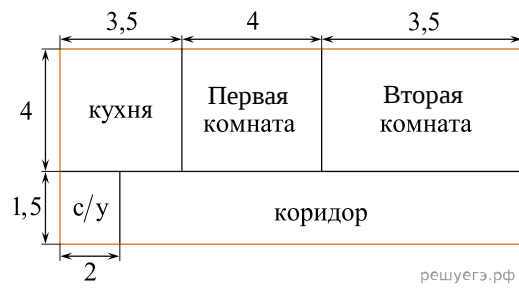 3,5
4
3,5
4
кухня
Первая
комната
Вторая
комната
1,5
с/у
коридор
2
решуегэ.рф